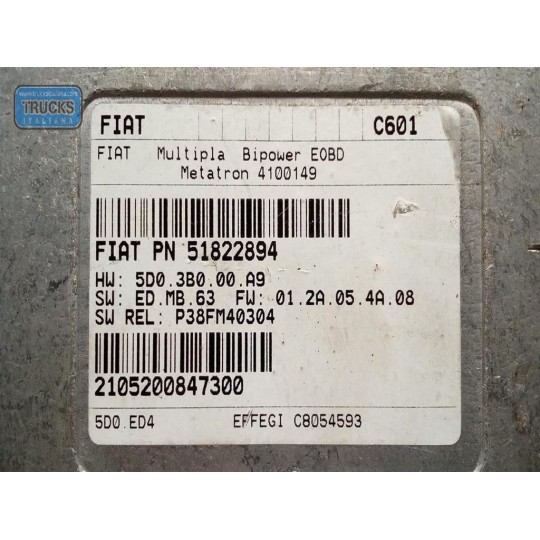 TRUCKS
ITALIANA
FIAT C601
FIAT Multipla Bipower EOBD
Metatron 4100149
FIAT PN 51822894
HW: 5D0.3B0.00.A9
SW: ED.MB.63 FW: 01.2A.05.4A.08
SW REL: P38FM40304
2105200847300
5D0.ED4 EFFEGI C8054593